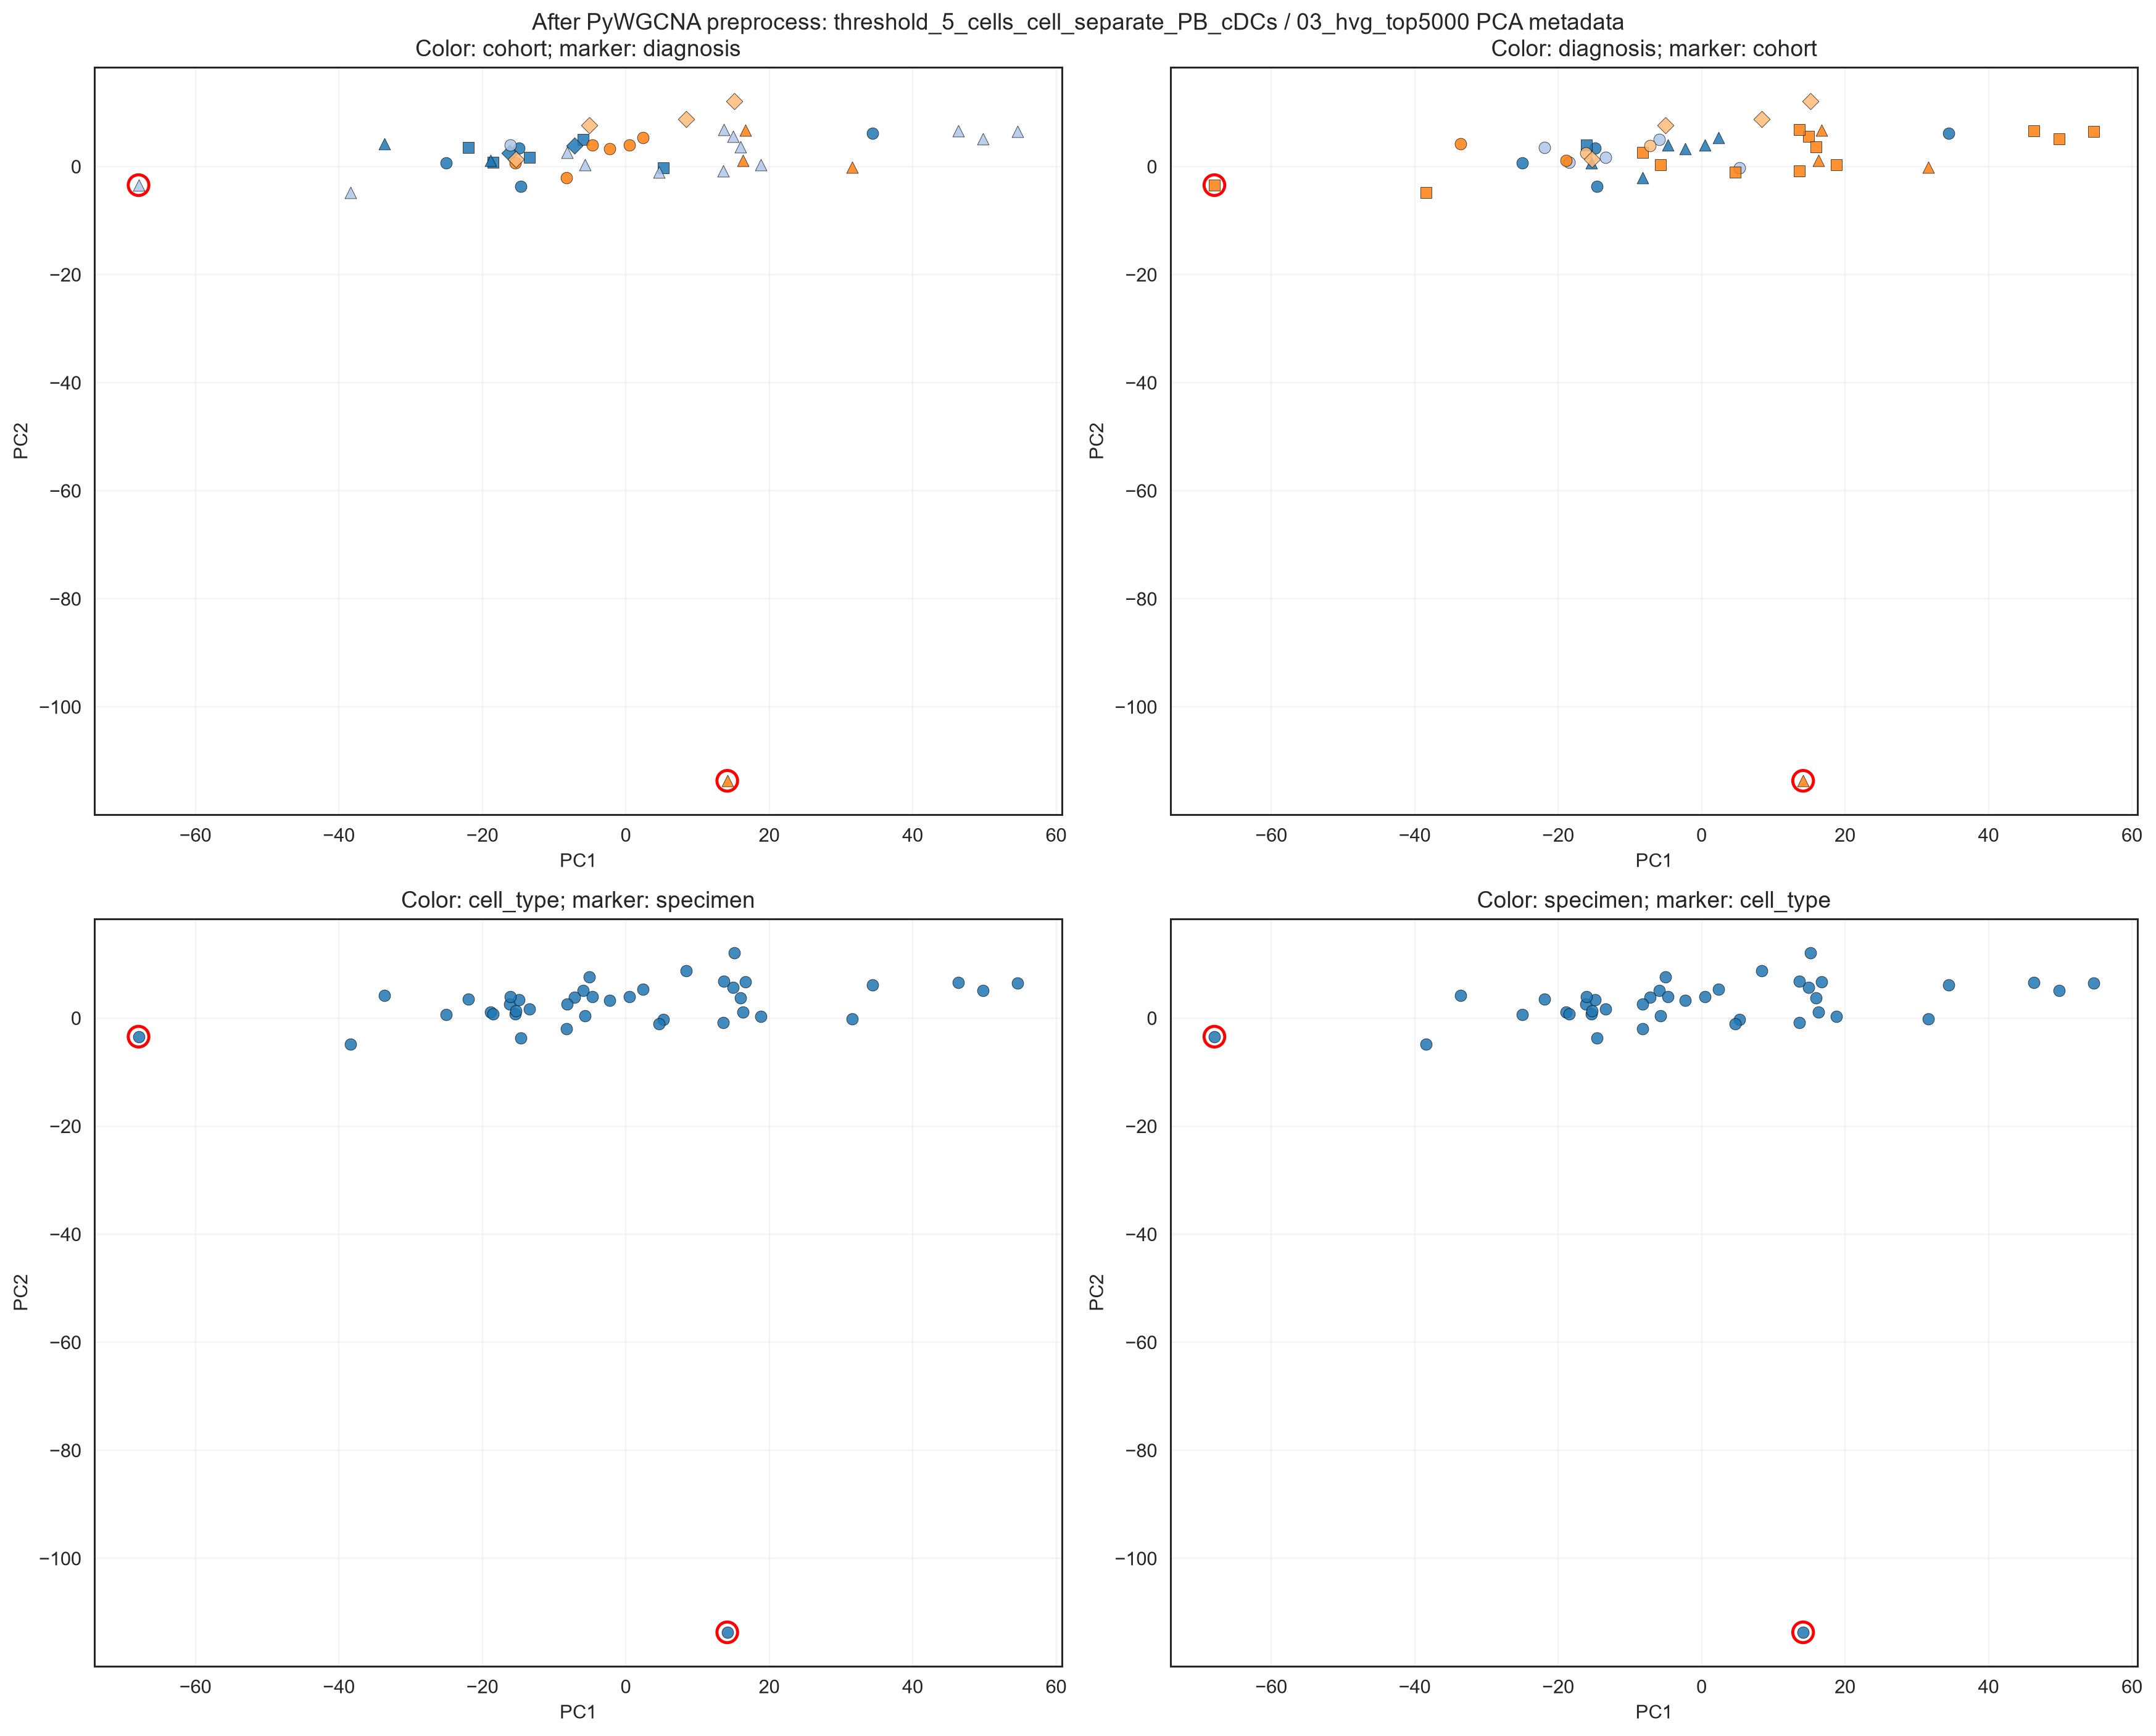 After PyWGCNA preprocess: threshold_5_cells_cell_separate_PB_cDCs / 03_hvg_top5000 PCA metadata
Color: cohort; marker: diagnosis
0
−20
−40
−60
−80
−100
PC2
−60 −40 −20 0 20 40 60
PC1
Color: diagnosis; marker: cohort
0
−20
−40
−60
−80
−100
PC2
−60 −40 −20 0 20 40 60
PC1
Color: cell_type; marker: specimen
0
−20
−40
−60
−80
−100
PC2
−60 −40 −20 0 20 40 60
PC1
Color: specimen; marker: cell_type
0
−20
−40
−60
−80
−100
PC2
−60 −40 −20 0 20 40 60
PC1